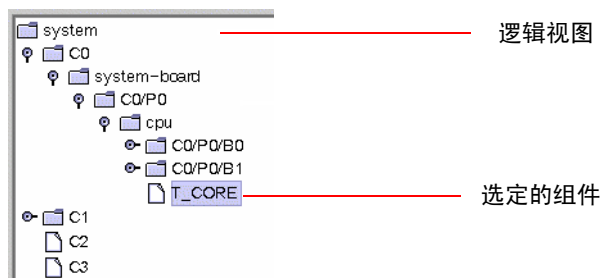 system
逻辑视图
C0
system-board
C0/P0
cpu
C0/P0/B0
C0/P0/B1
T_CORE
选定的组件
C1
C2
C3